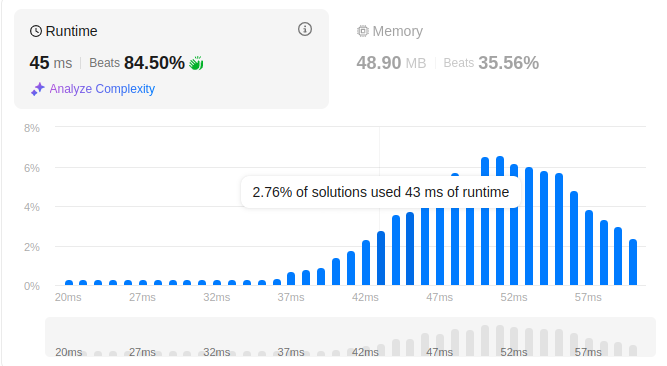 Runtime
45 ms | Beats 84.50%
Analyze Complexity
Memory
48.90 MB | Beats 35.56%
8%
6%
4%
2%
0%
2.76% of solutions used 43 ms of runtime
20ms 27ms 32ms 37ms 42ms 47ms 52ms 57ms
20ms 27ms 32ms 37ms 42ms 47ms 52ms 57ms